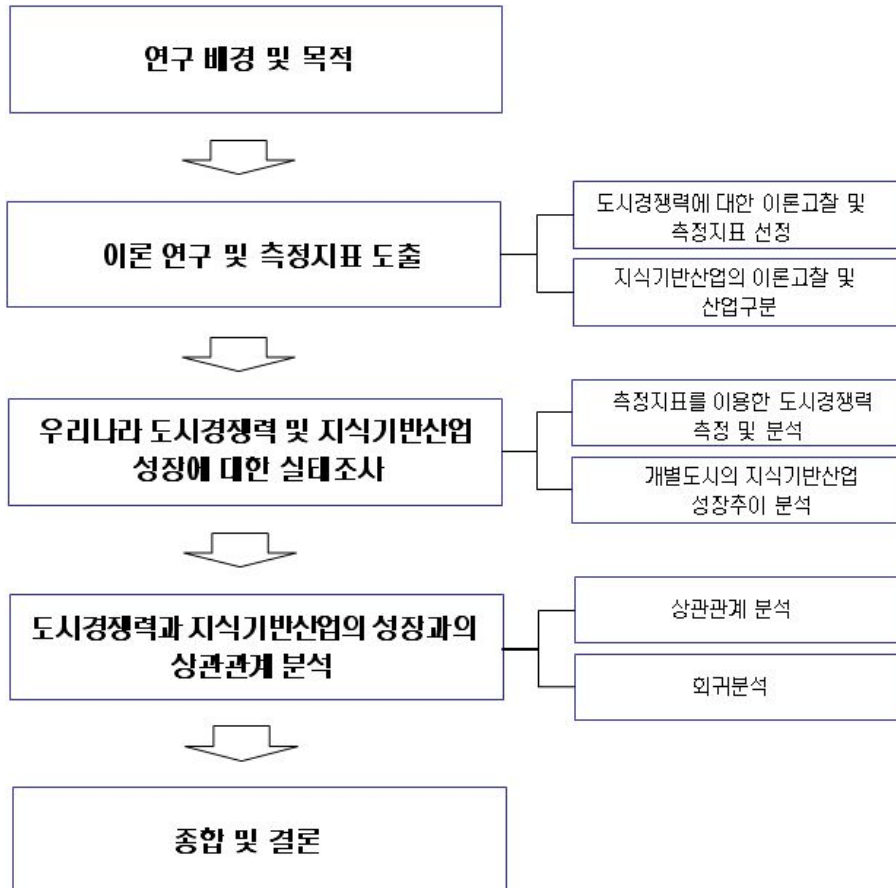 연구 배경 및 목적
이론 연구 및 측정지표 도출
도시경쟁력에 대한 이론고찰 및
측정지표 선정
지식기반산업의 이론고찰 및
산업구분
우리나라 도시경쟁력 및 지식기반산업
성장에 대한 실태조사
측정지표를 이용한 도시경쟁력
측정 및 분석
개별도시의 지식기반산업
성장추이 분석
도시경쟁력과 지식기반산업의 성장과의
상관관계 분석
상관관계 분석
회귀분석
종합 및 결론